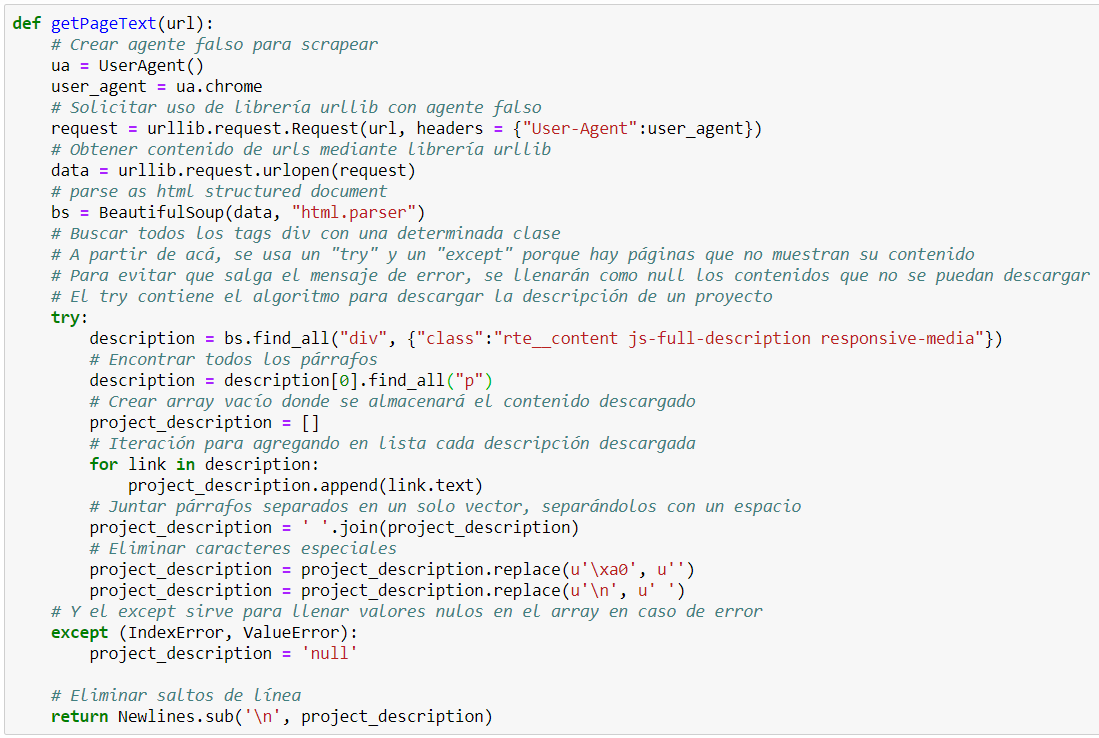 def getPageText(url):
    # Crear agente falso para scrapear
    ua = UserAgent()
    user_agent = ua.chrome
    # Solicitar uso de librería urllib con agente falso
    request = urllib.request.Request(url, headers = {"User-Agent":user_agent})
    # Obtener contenido de urls mediante librería urllib
    data = urllib.request.urlopen(request)
    # parse as html structured document
    bs = BeautifulSoup(data, "html.parser")
    # Buscar todos los tags div con una determinada clase
    # A partir de acá, se usa un "try" y un "except" porque hay páginas que no muestran su contenido
    # Para evitar que salga el mensaje de error, se llenarán como null los contenidos que no se puedan descargar
    # El try contiene el algoritmo para descargar la descripción de un proyecto
    try:
        description = bs.find_all("div", {"class":"rte__content js-full-description responsive-media"})
        # Encontrar todos los párrafos
        description = description[0].find_all("p")
        # Crear array vacío donde se almacenará el contenido descargado
        project_description = []
        # Iteración para agregando en lista cada descripción descargada
        for link in description:
            project_description.append(link.text)
        # Juntar párrafos separados en un solo vector, separándolos con un espacio
        project_description = ' '.join(project_description)
        # Eliminar caracteres especiales
        project_description = project_description.replace(u'\xa0', u'')
        project_description = project_description.replace(u'\n', u' ')
    # Y el except sirve para llenar valores nulos en el array en caso de error
    except (IndexError, ValueError):
        project_description = 'null'
    # Eliminar saltos de línea
    return Newlines.sub('\n', project_description)